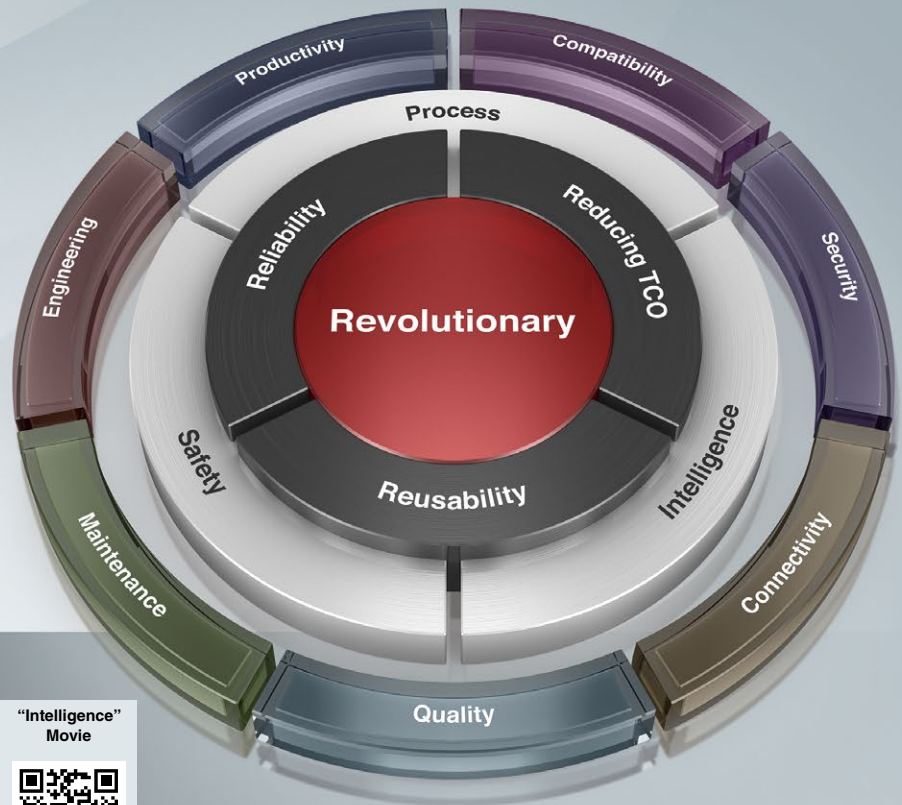 Productivity
Compatibility
Process
Reliability
Reducing TCO
Engineering
Security
Revolutionary
Safety
Reusability
Intelligence
Maintenance
Connectivity
Quality
“Intelligence”
Movie